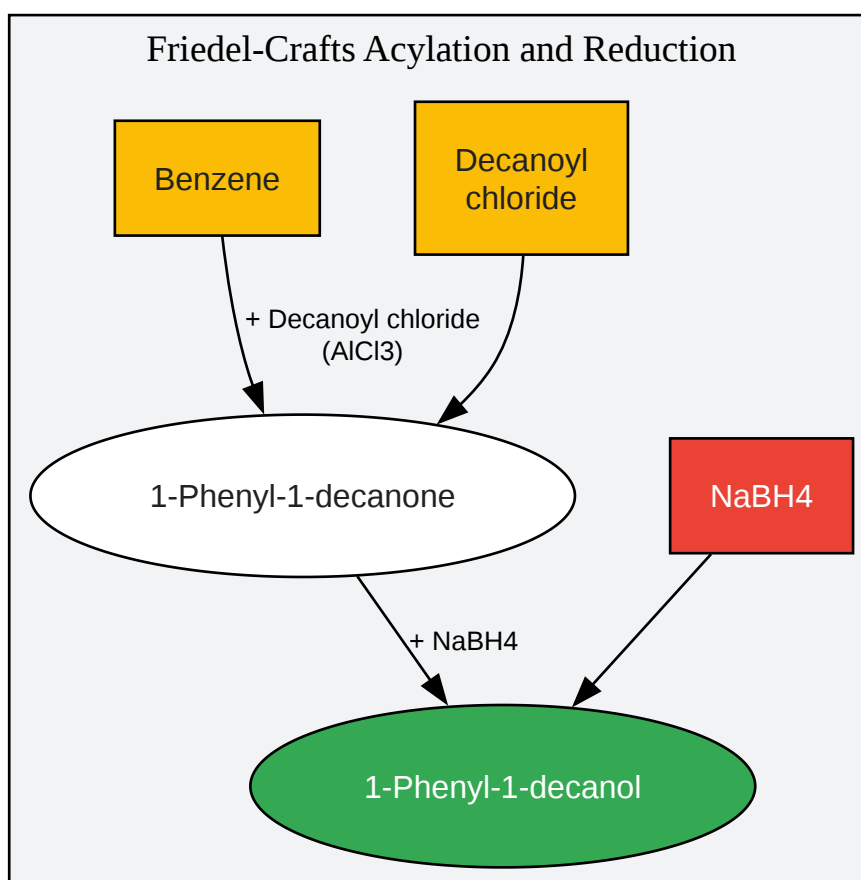 Friedel-Crafts Acylation and Reduction
Benzene
Decanoyl
chloride
+ Decanoyl chloride
(AlCl3)
1-Phenyl-1-decanone
NaBH4
+ NaBH4
1-Phenyl-1-decanol